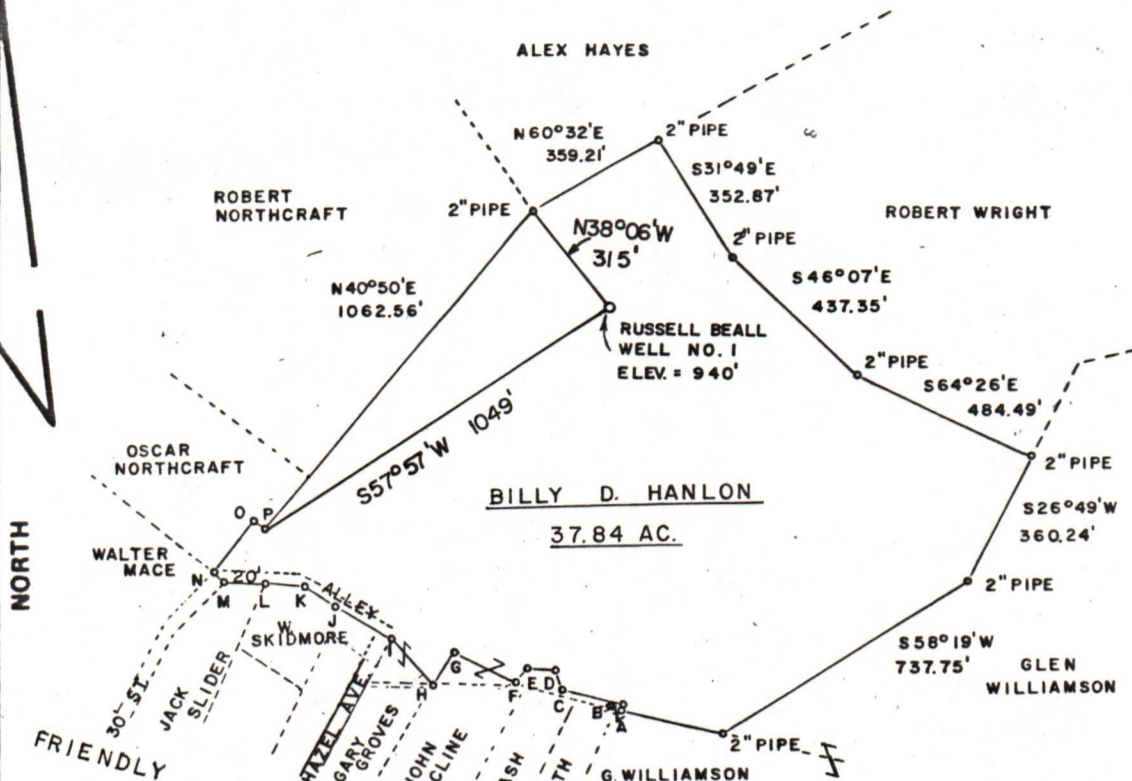 ALEX HAYES
N60°32'E
359.21'
2" PIPE
S31°49'E
352.87'
ROBERT
NORTHCRAFT
2" PIPE
N38°06'W
315'
2" PIPE
ROBERT WRIGHT
N40°50'E
1062.56'
S46°07'E
437.35'
RUSSELL BEALL
WELL NO. 1
ELEV. = 940'
2" PIPE
S64°26'E
484.49'
S57°57'W 1049'
OSCAR
NORTHCRAFT
2" PIPE
BILLY D. HANLON
37.84 AC.
S26°49'W
360.24'
O P
NORTH
WALTER
MACE
N 20'
M L K
ALLEY
J
2" PIPE
W.
SKIDMORE
I
G
H
F E D
C B
A
S58°19'W
737.75'
GLEN
WILLIAMSON
30' ST.
JACK
SLIDER
HAZEL AVE.
GARY
GROVES
JOHN
CLINE
2" PIPE
FRIENDLY
G. WILLIAMSON